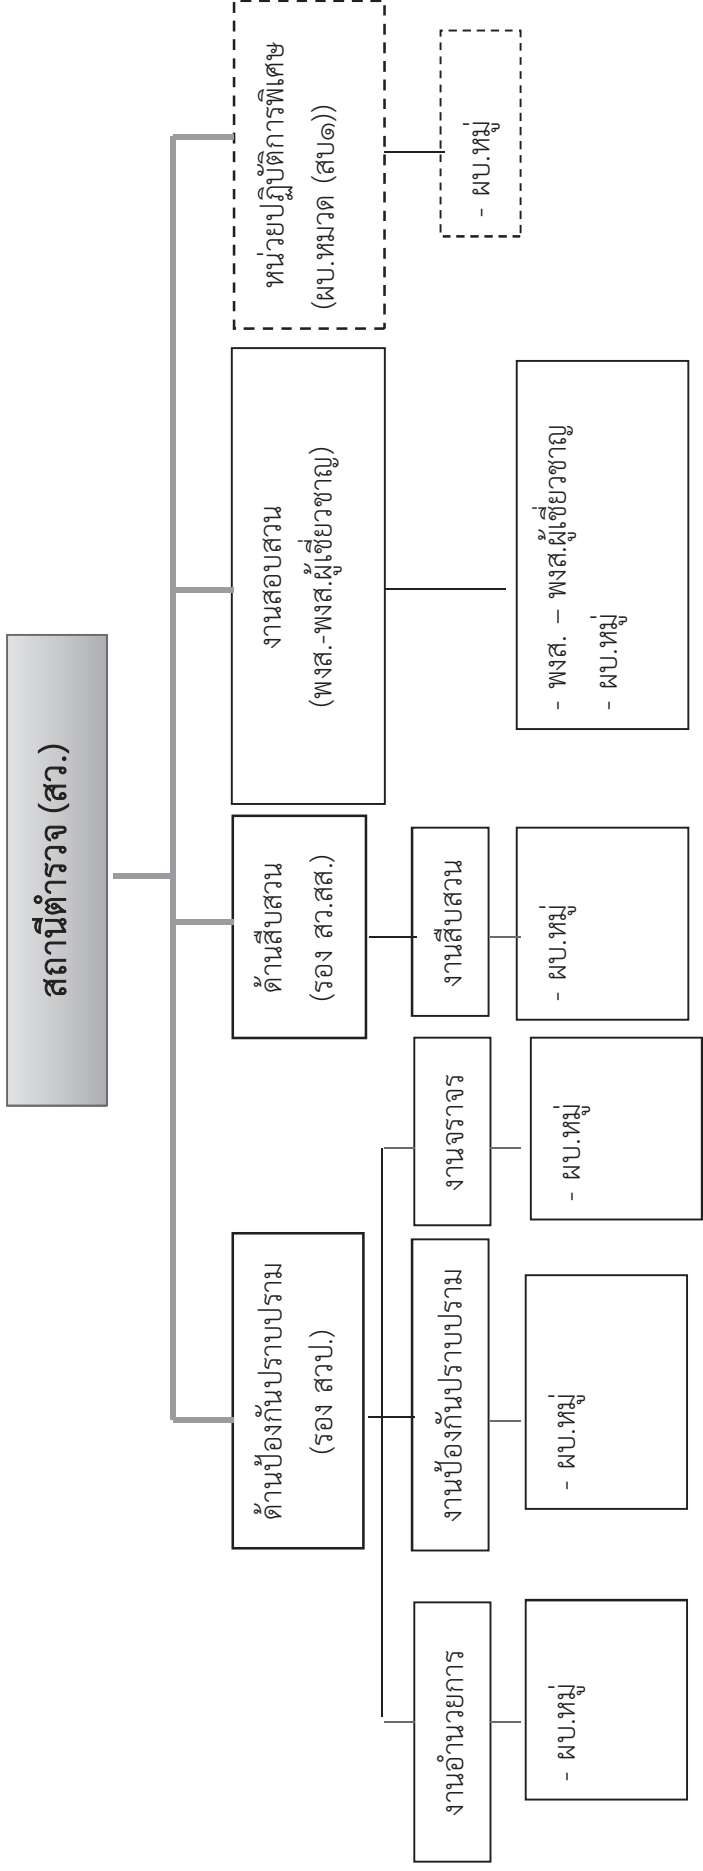 สถานีตำรวจ (สว.)
ด้านป้องกันปราบปราม
(รอง สวป.)
ด้านสืบสวน
(รอง สว.สส.)
งานสอบสวน
(พงส.-พงส.ผู้เชี่ยวชาญ)
หน่วยปฏิบัติการพิเศษ
(ผบ.หมวด (สบ๑))
งานอำนวยการ
งานป้องกันปราบปราม
งานจราจร
งานสืบสวน
- ผบ.หมู่
- ผบ.หมู่
- ผบ.หมู่
- ผบ.หมู่
- พงส. – พงส.ผู้เชี่ยวชาญ
- ผบ.หมู่
- ผบ.หมู่